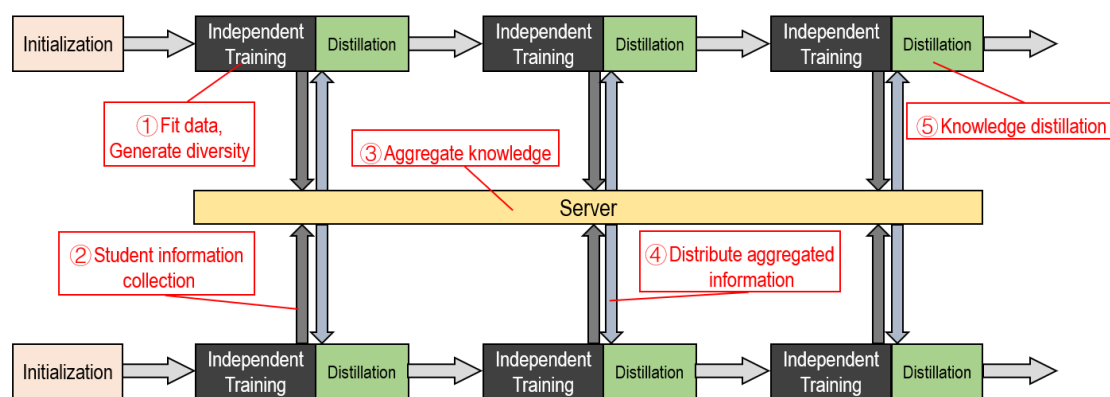 Initialization
Independent
Training
Distillation
Independent
Training
Distillation
Independent
Training
Distillation
①Fit data,
Generate diversity
③Aggregate knowledge
⑤Knowledge distillation
Server
②Student information
collection
④Distribute aggregated
information
Initialization
Independent
Training
Distillation
Independent
Training
Distillation
Independent
Training
Distillation